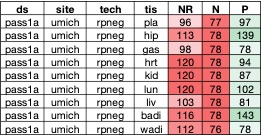 ds site tech tis NR N P
pass1a umich rpneg pla 96 77 97
pass1a umich rpneg hip 113 78 139
pass1a umich rpneg gas 98 78 78
pass1a umich rpneg hrt 120 78 94
pass1a umich rpneg kid 120 78 87
pass1a umich rpneg lun 120 78 102
pass1a umich rpneg liv 103 78 81
pass1a umich rpneg badi 116 78 143
pass1a umich rpneg wadi 112 76 78